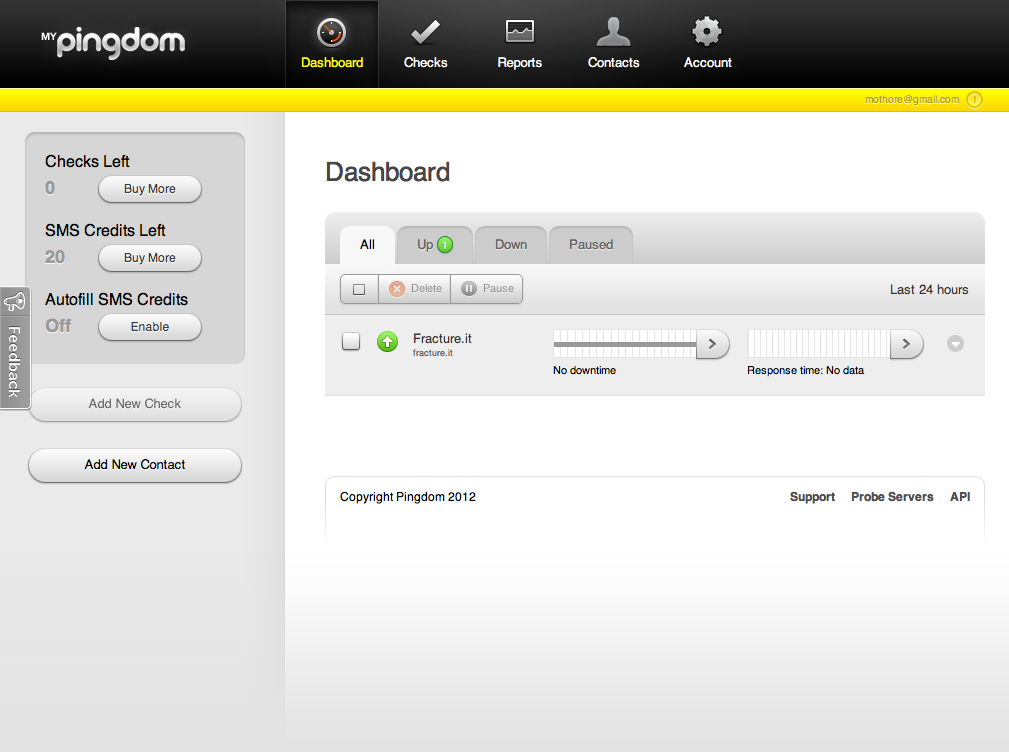 MY pingdom
Dashboard
Checks
Reports
Contacts
Account
mothore@gmail.com
Checks Left
0
Buy More
SMS Credits Left
20
Buy More
Autofill SMS Credits
Off
Enable
Feedback
Add New Check
Add New Contact
Dashboard
All
Up 1
Down
Paused
Delete
Pause
Last 24 hours
Fracture.it
fracture.it
No downtime
Response time: No data
Copyright Pingdom 2012
Support
Probe Servers
API